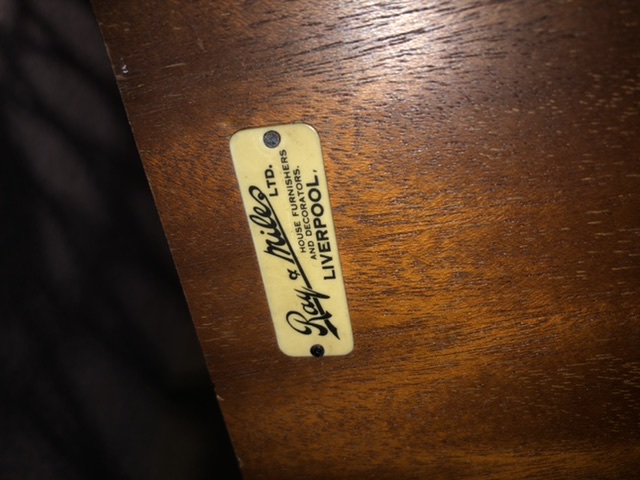 Ray & Miles LTD.
HOUSE FURNISHERS
AND DECORATORS.
LIVERPOOL,